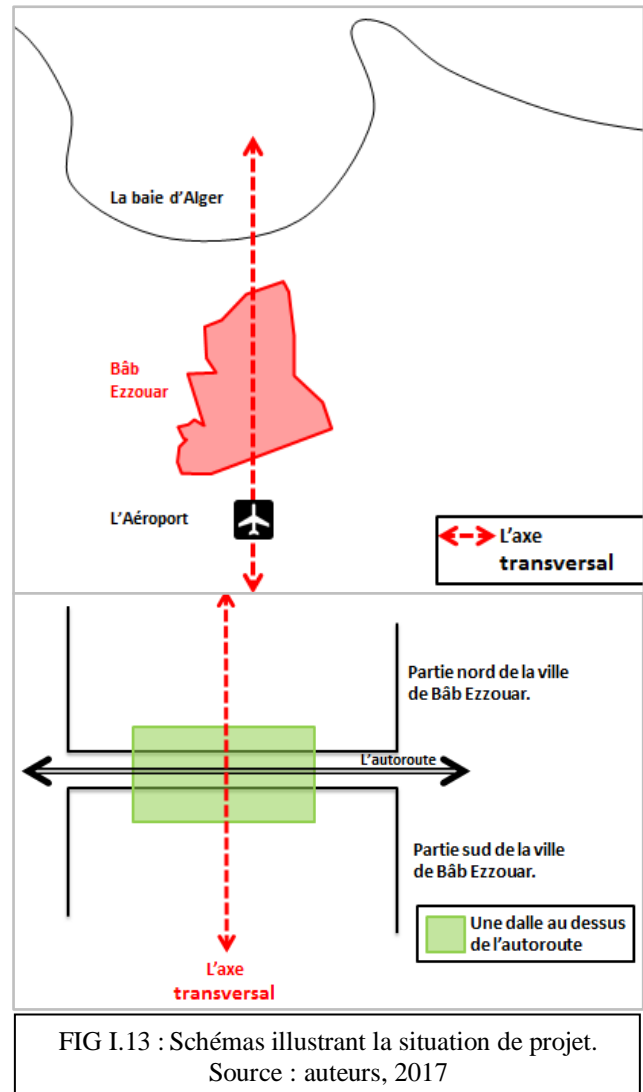 La baie d'Alger
Bâb
Ezzouar
L'Aéroport
L'axe
transversal
Partie nord de la ville
de Bâb Ezzouar.
L'autoroute
Partie sud de la ville
de Bâb Ezzouar.
Une dalle au dessus
de l'autoroute
L'axe
transversal
FIG I.13 : Schémas illustrant la situation de projet.
Source : auteurs, 2017